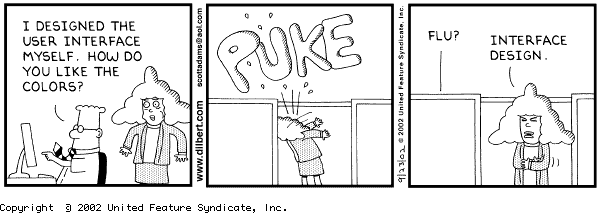 I DESIGNED THE
USER INTERFACE
MYSELF. HOW DO
YOU LIKE THE
COLORS?
PUKE
www.dilbert.com
scottadams@aol.com
9/23/02 © 2002 United Feature Syndicate, Inc.
FLU?
INTERFACE
DESIGN.
Copyright © 2002 United Feature Syndicate, Inc.